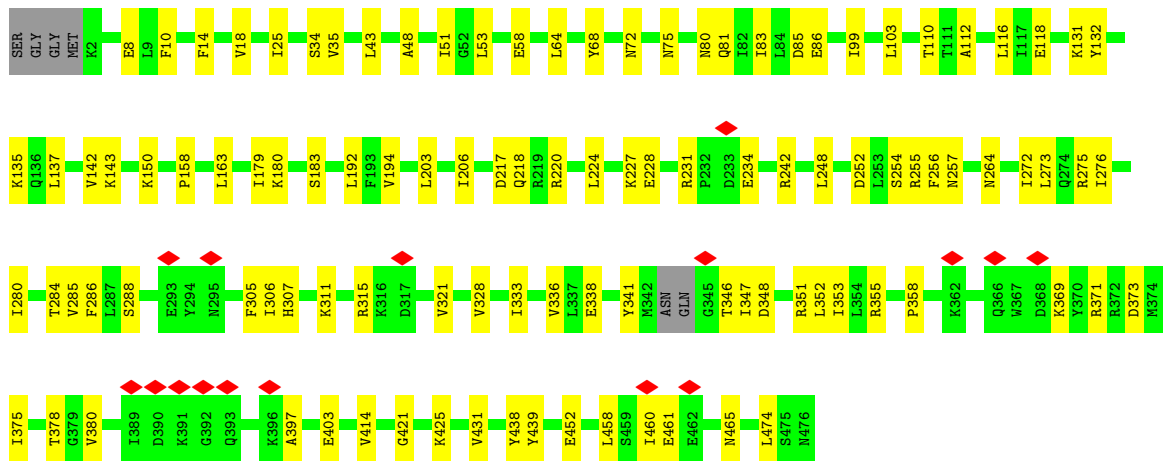 SER GLY GLY MET K2 E8 L9 F10 F14 V18 I25 S34 V35 L43 A48 I51 G52 L53 E58 L64 Y68 N72 N75 N80 Q81 I82 I83 L84 D85 E86 I99 L103 T110 T111 A112 L116 I117 E118 K131 Y132
K135 Q136 L137 V142 K143 K150 P158 L163 I179 K180 S183 L192 F193 V194 L203 I206 D217 Q218 R219 R220 L224 K227 E228 R231 P232 D233 E234 R242 L248 D252 L253 S254 R255 F256 N257 N264 I272 L273 Q274 R275 I276
I280 T284 V285 F286 L287 S288 E293 Y294 N295 F305 I306 H307 K311 R315 K316 D317 V321 V328 I333 V336 L337 E338 Y341 M342 ASN GLN G345 T346 I347 D348 R351 L352 I353 L354 R355 P358 K362 Q366 W367 D368 K369 Y370 R371 R372 D373 M374
I375 T378 G379 V380 I389 D390 K391 G392 Q393 K396 A397 E403 V414 G421 K425 V431 Y438 Y439 E452 L458 S459 I460 E461 E462 N465 L474 S475 N476